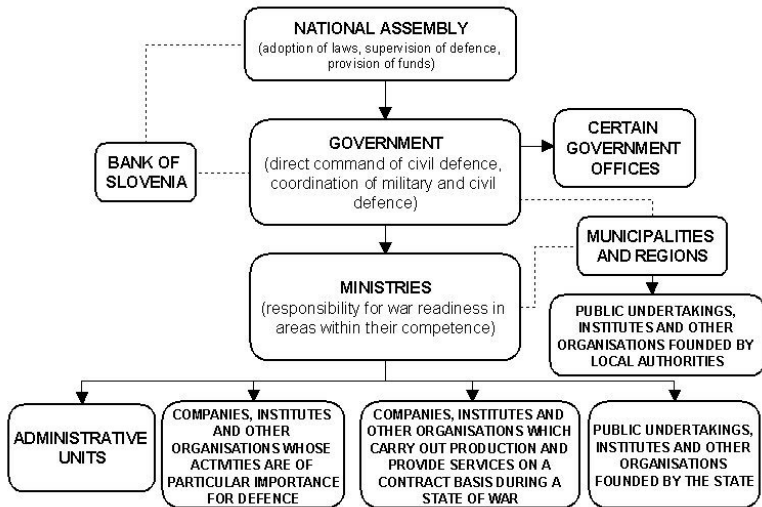 NATIONAL ASSEMBLY
(adoption of laws, supervision of defence,
provision of funds)
GOVERNMENT
(direct command of civil defence,
coordination of military and civil
defence)
CERTAIN
GOVERNMENT
OFFICES
BANK OF
SLOVENIA
MUNICIPALITIES
AND REGIONS
MINISTRIES
(responsibility for war readiness in
areas within their competence)
PUBLIC UNDERTAKINGS,
INSTITUTES AND OTHER
ORGANISATIONS FOUNDED BY
LOCAL AUTHORITIES
ADMINISTRATIVE
UNITS
COMPANIES, INSTITUTES
AND OTHER
ORGANISATIONS WHOSE
ACTIVITIES ARE OF
PARTICULAR IMPORTANCE
FOR DEFENCE
COMPANIES, INSTITUTES AND
OTHER ORGANISATIONS WHICH
CARRY OUT PRODUCTION AND
PROVIDE SERVICES ON A
CONTRACT BASIS DURING A
STATE OF WAR
PUBLIC UNDERTAKINGS,
INSTITUTES AND OTHER
ORGANISATIONS
FOUNDED BY THE STATE